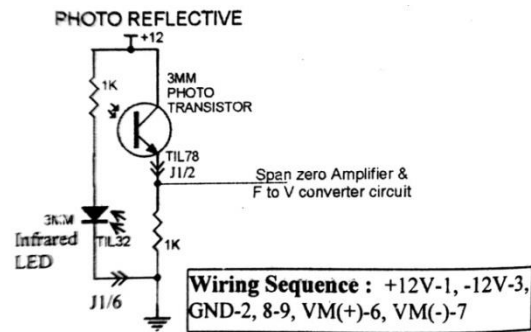 PHOTO REFLECTIVE
+12
1K
3MM
PHOTO
TRANSISTOR
TIL78
J1/2
Span zero Amplifier &
F to V converter circuit
3MM
Infrared
LED
TIL32
1K
J1/6
Wiring Sequence : +12V-1, -12V-3,
GND-2, 8-9, VM(+)-6, VM(-)-7